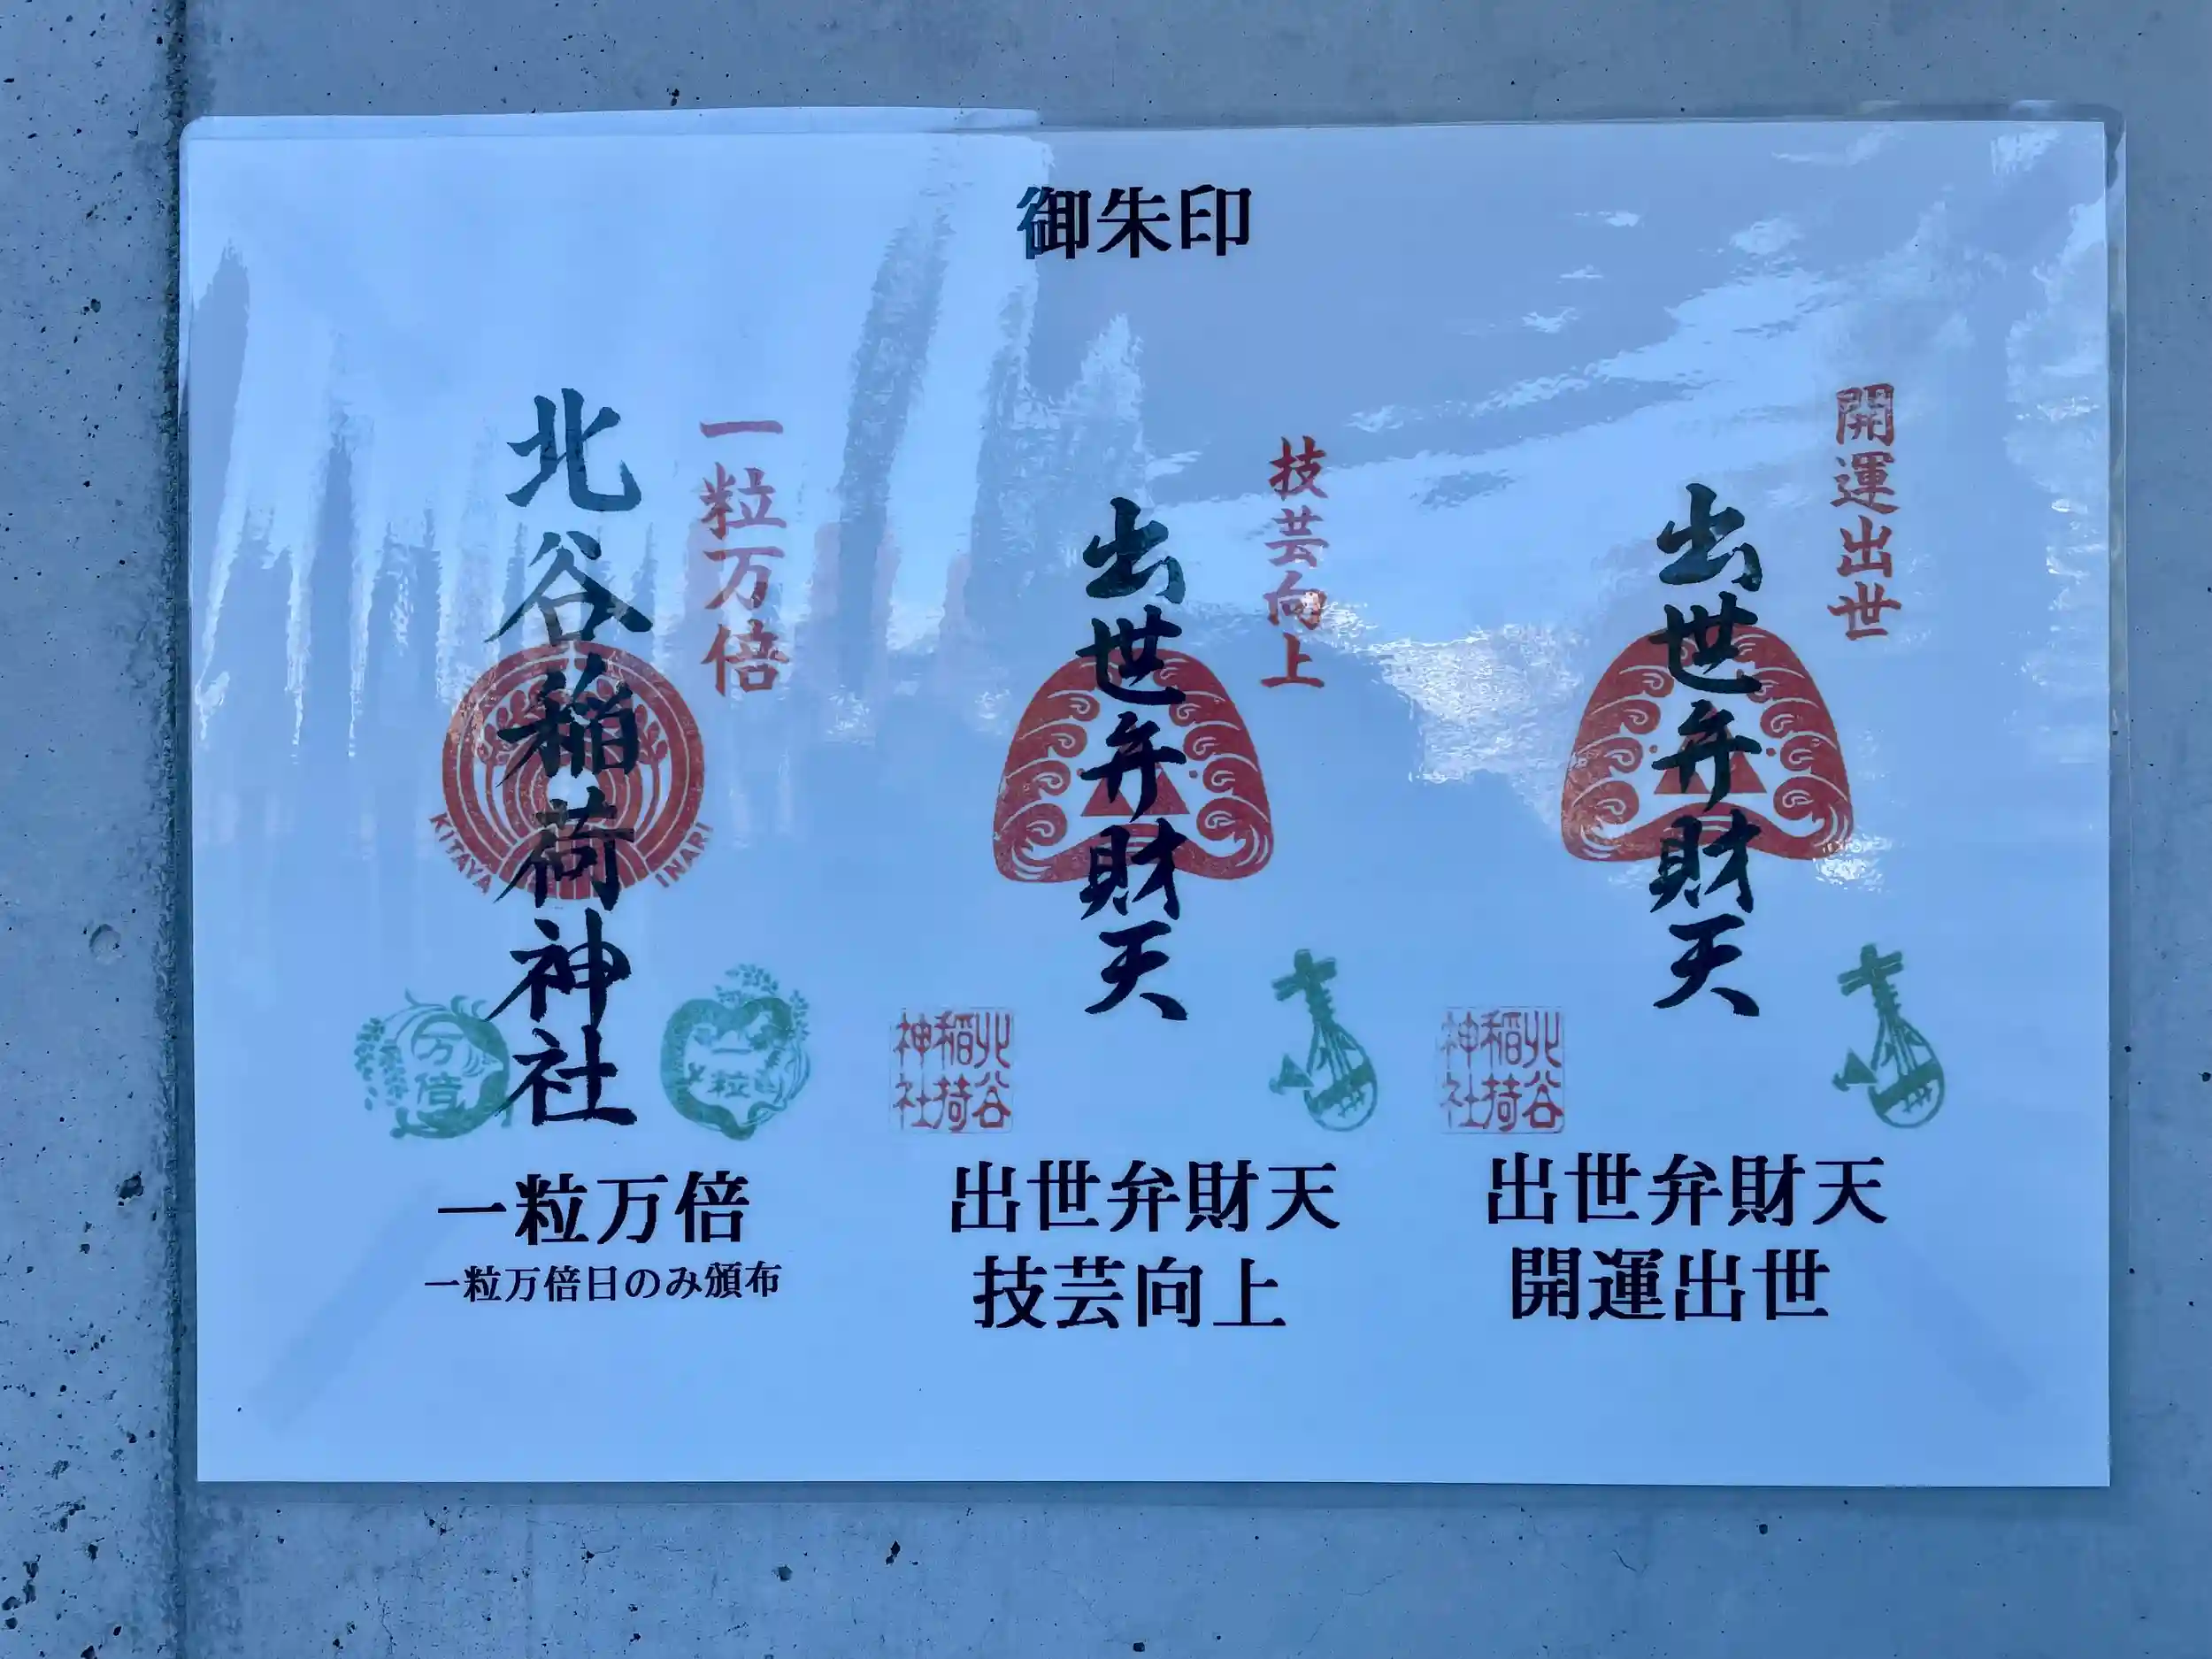 御朱印
一粒万倍
北谷稲荷神社
KITAYA INARI
万倍
一粒
一粒万倍
一粒万倍日のみ頒布
技芸向上
出世弁財天
北谷
稲荷
神社
出世弁財天
技芸向上
開運出世
出世弁財天
北谷
稲荷
神社
出世弁財天
開運出世